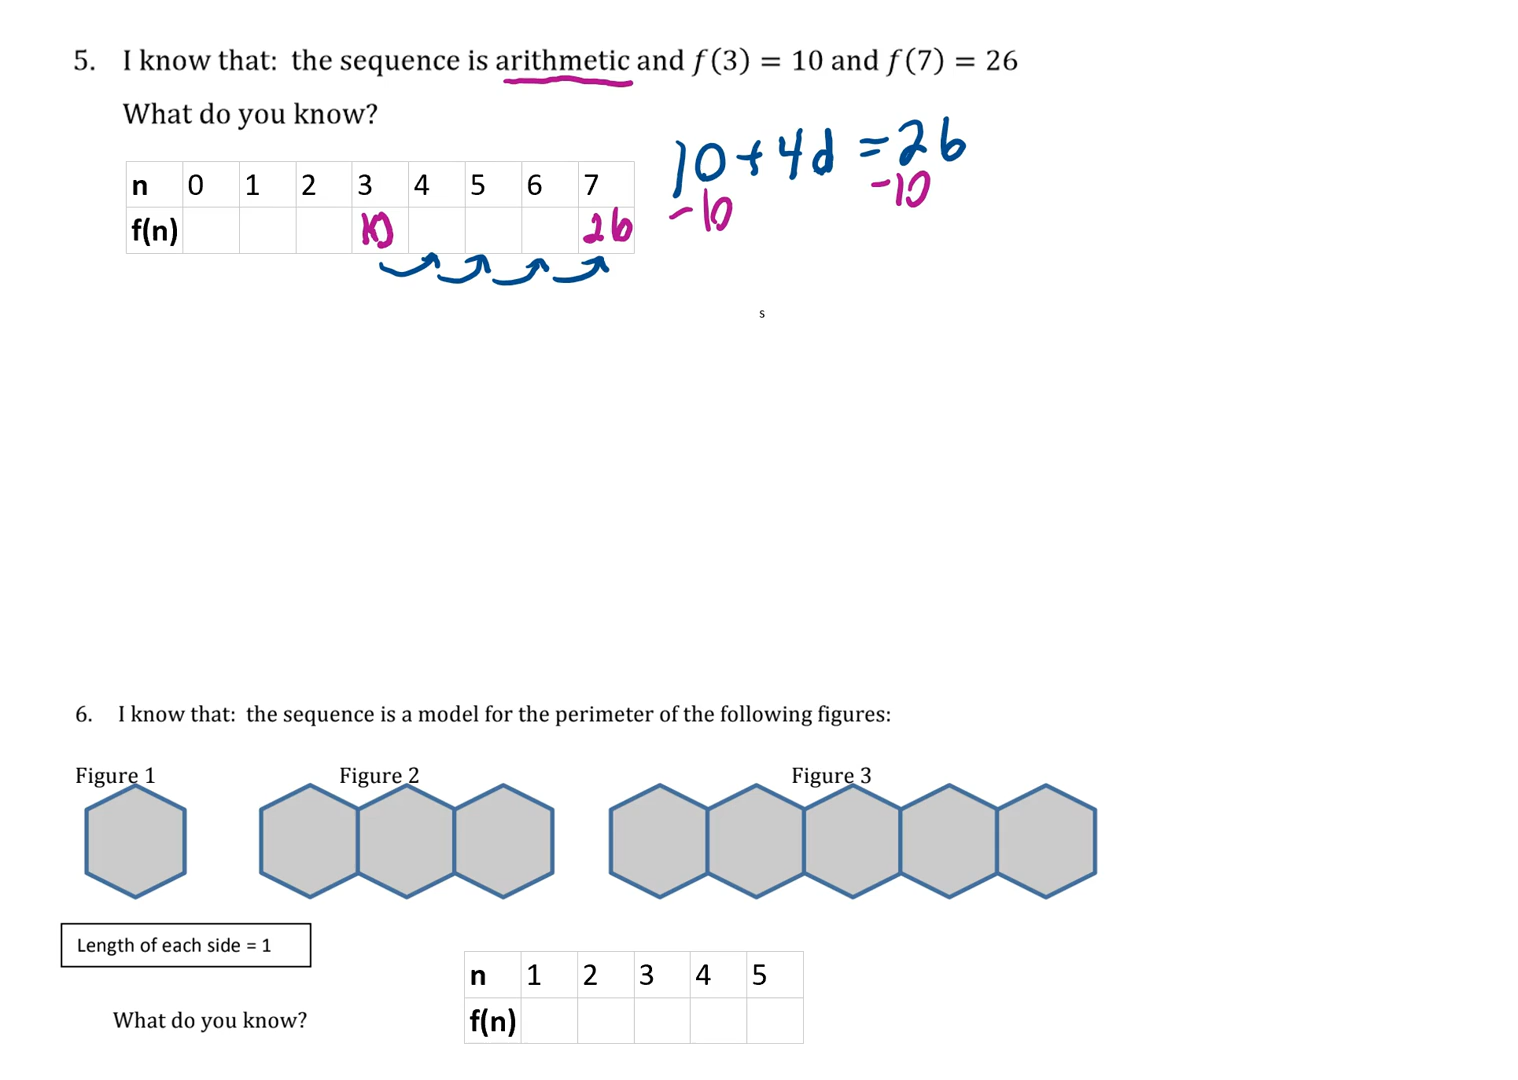 5. I know that: the sequence is arithmetic and f(3) = 10 and f(7) = 26
What do you know?
10 + 4d = 26
-10 -10
n 0 1 2 3 4 5 6 7
f(n) 10 26
s
6. I know that: the sequence is a model for the perimeter of the following figures:
Figure 1 Figure 2 Figure 3
Length of each side = 1
n 1 2 3 4 5
f(n)
What do you know?